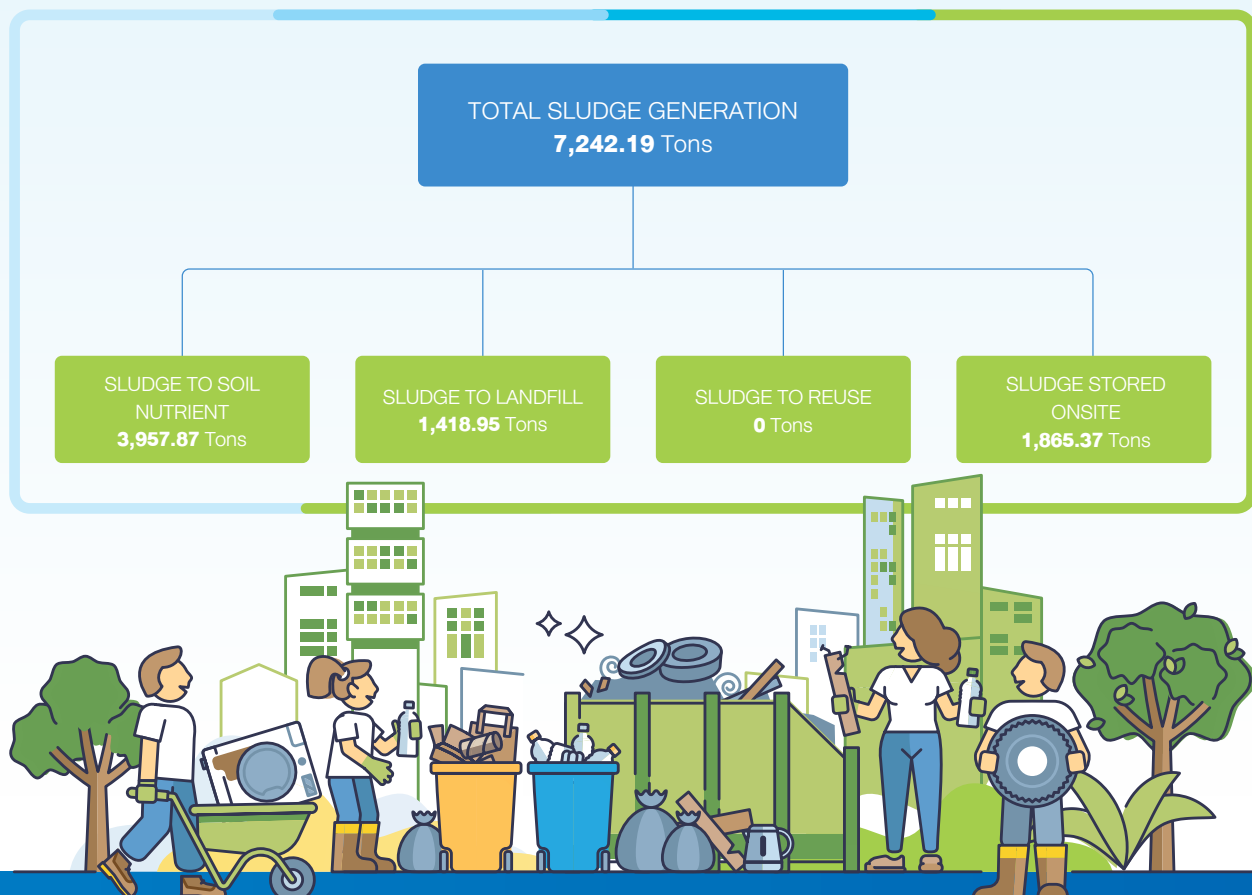 TOTAL SLUDGE GENERATION
7,242.19 Tons
SLUDGE TO SOIL
NUTRIENT
3,957.87 Tons
SLUDGE TO LANDFILL
1,418.95 Tons
SLUDGE TO REUSE
0 Tons
SLUDGE STORED
ONSITE
1,865.37 Tons